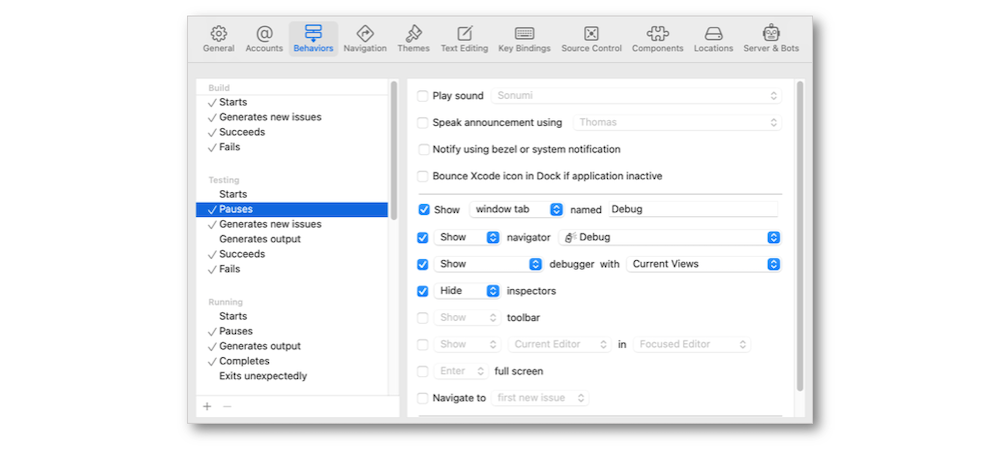 General Accounts Behaviors Navigation Themes Text Editing Key Bindings Source Control Components Locations Server & Bots
Build
Starts
Generates new issues
Succeeds
Fails
Testing
Starts
Pauses
Generates new issues
Generates output
Succeeds
Fails
Running
Starts
Pauses
Generates output
Completes
Exits unexpectedly
Play sound Sonumi
Speak announcement using Thomas
Notify using bezel or system notification
Bounce Xcode icon in Dock if application inactive
Show window tab named Debug
Show navigator Debug
Show debugger with Current Views
Hide inspectors
Show toolbar
Show Current Editor in Focused Editor
Enter full screen
Navigate to first new issue